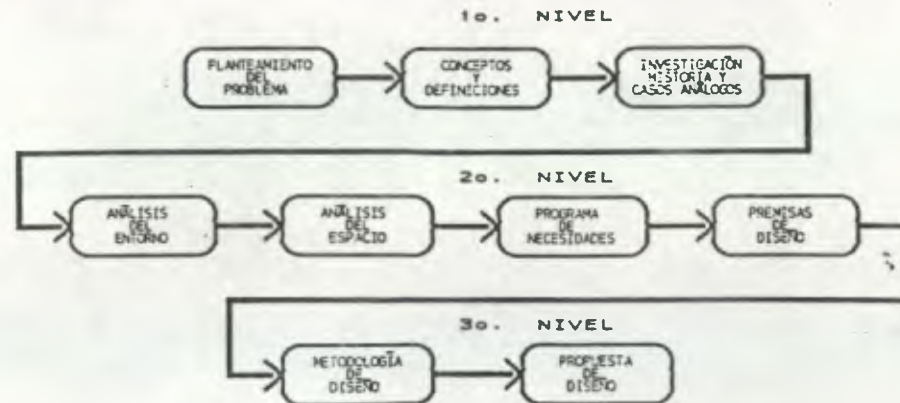 1o. NIVEL
PLANTEAMIENTO
DEL
PROBLEMA
CONCEPTOS
Y
DEFINICIONES
INVESTIGACIÓN
HISTORIA Y
CASOS ANÁLOGOS
2o. NIVEL
ANÁLISIS
DEL
ENTORNO
ANÁLISIS
DEL
ESPACIO
PROGRAMA
DE
NECESIDADES
PREMISAS
DE
DISEÑO
3o. NIVEL
METODOLOGÍA
DE
DISEÑO
PROPUESTA
DE
DISEÑO